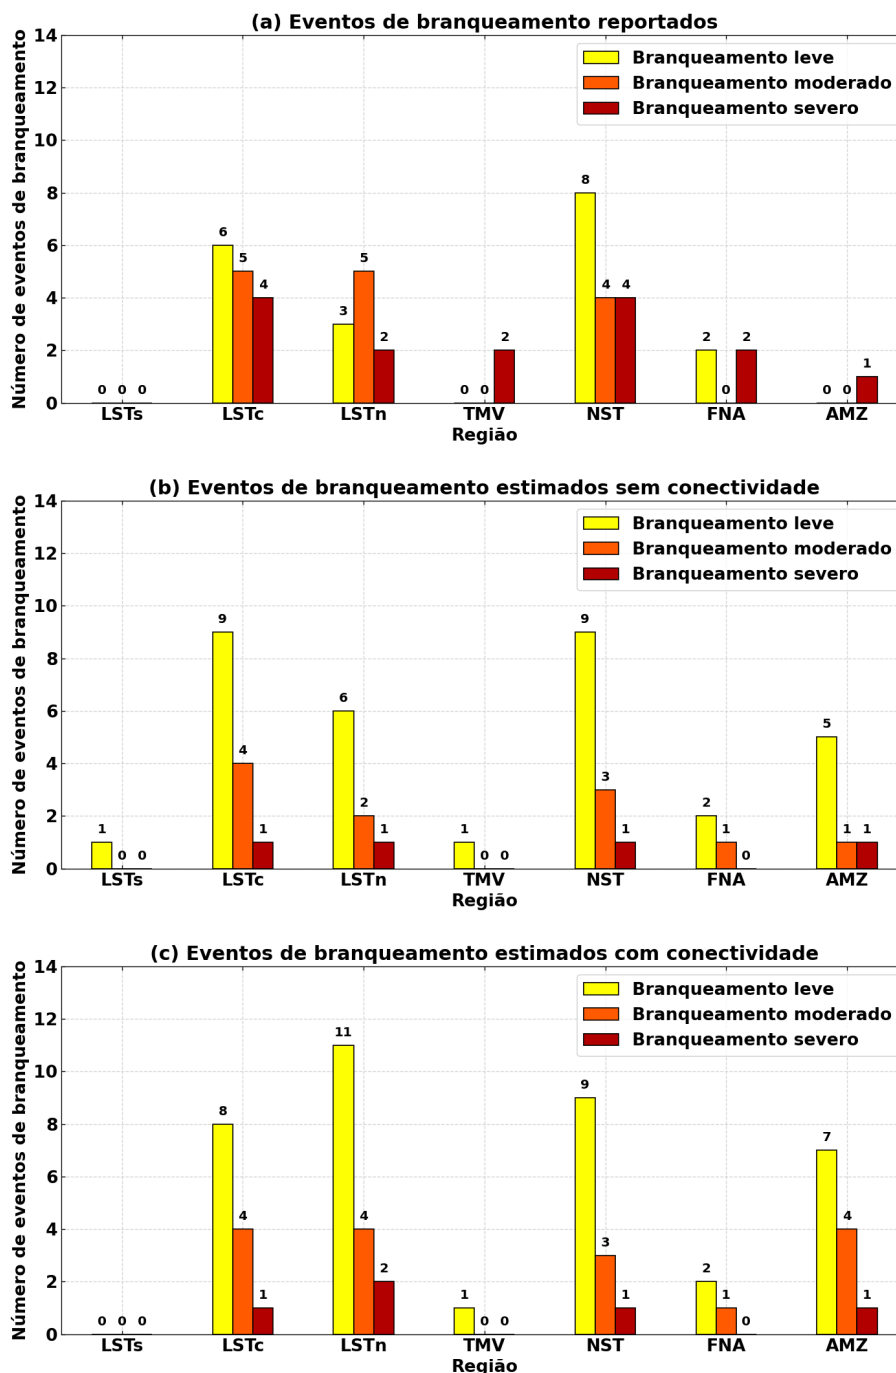 (a) Eventos de branqueamento reportados
Número de eventos de branqueamento
14
12
10
8
6
4
2
0
Branqueamento leve
Branqueamento moderado
Branqueamento severo
0 0 0
6 5 4
3 5 2
0 0 2
8 4 4
2 0 2
0 0 1
LSTs LSTc LSTn TMV NST FNA AMZ
Região
(b) Eventos de branqueamento estimados sem conectividade
Número de eventos de branqueamento
14
12
10
8
6
4
2
0
Branqueamento leve
Branqueamento moderado
Branqueamento severo
1 0 0
9 4 1
6 2 1
1 0 0
9 3 1
2 1 0
5 1 1
LSTs LSTc LSTn TMV NST FNA AMZ
Região
(c) Eventos de branqueamento estimados com conectividade
Número de eventos de branqueamento
14
12
10
8
6
4
2
0
Branqueamento leve
Branqueamento moderado
Branqueamento severo
0 0 0
8 4 1
11 4 2
1 0 0
9 3 1
2 1 0
7 4 1
LSTs LSTc LSTn TMV NST FNA AMZ
Região